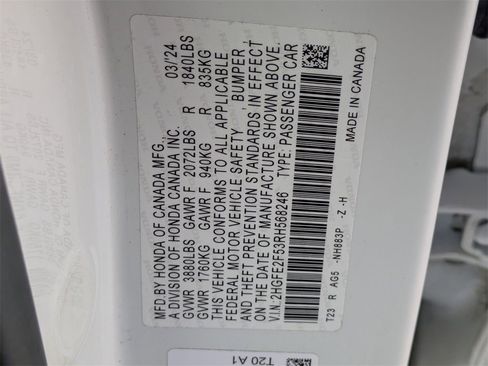 MFD.BY HONDA OF CANADA MFG., 03/'24
A DIVISION OF HONDA CANADA INC.
GVWR 3880LBS GAWR F 2072LBS R 1840LBS
GVWR 1760KG GAWR F 940KG R 835KG
THIS VEHICLE CONFORMS TO ALL APPLICABLE
FEDERAL MOTOR VEHICLE SAFETY, BUMPER,
AND THEFT PREVENTION STANDARDS IN EFFECT
ON THE DATE OF MANUFACTURE SHOWN ABOVE.
V.I.N.:2HGFE2F53RH568246 TYPE: PASSENGER CAR
T23 R AG5 -NH883P -Z -H MADE IN CANADA
T20 A1